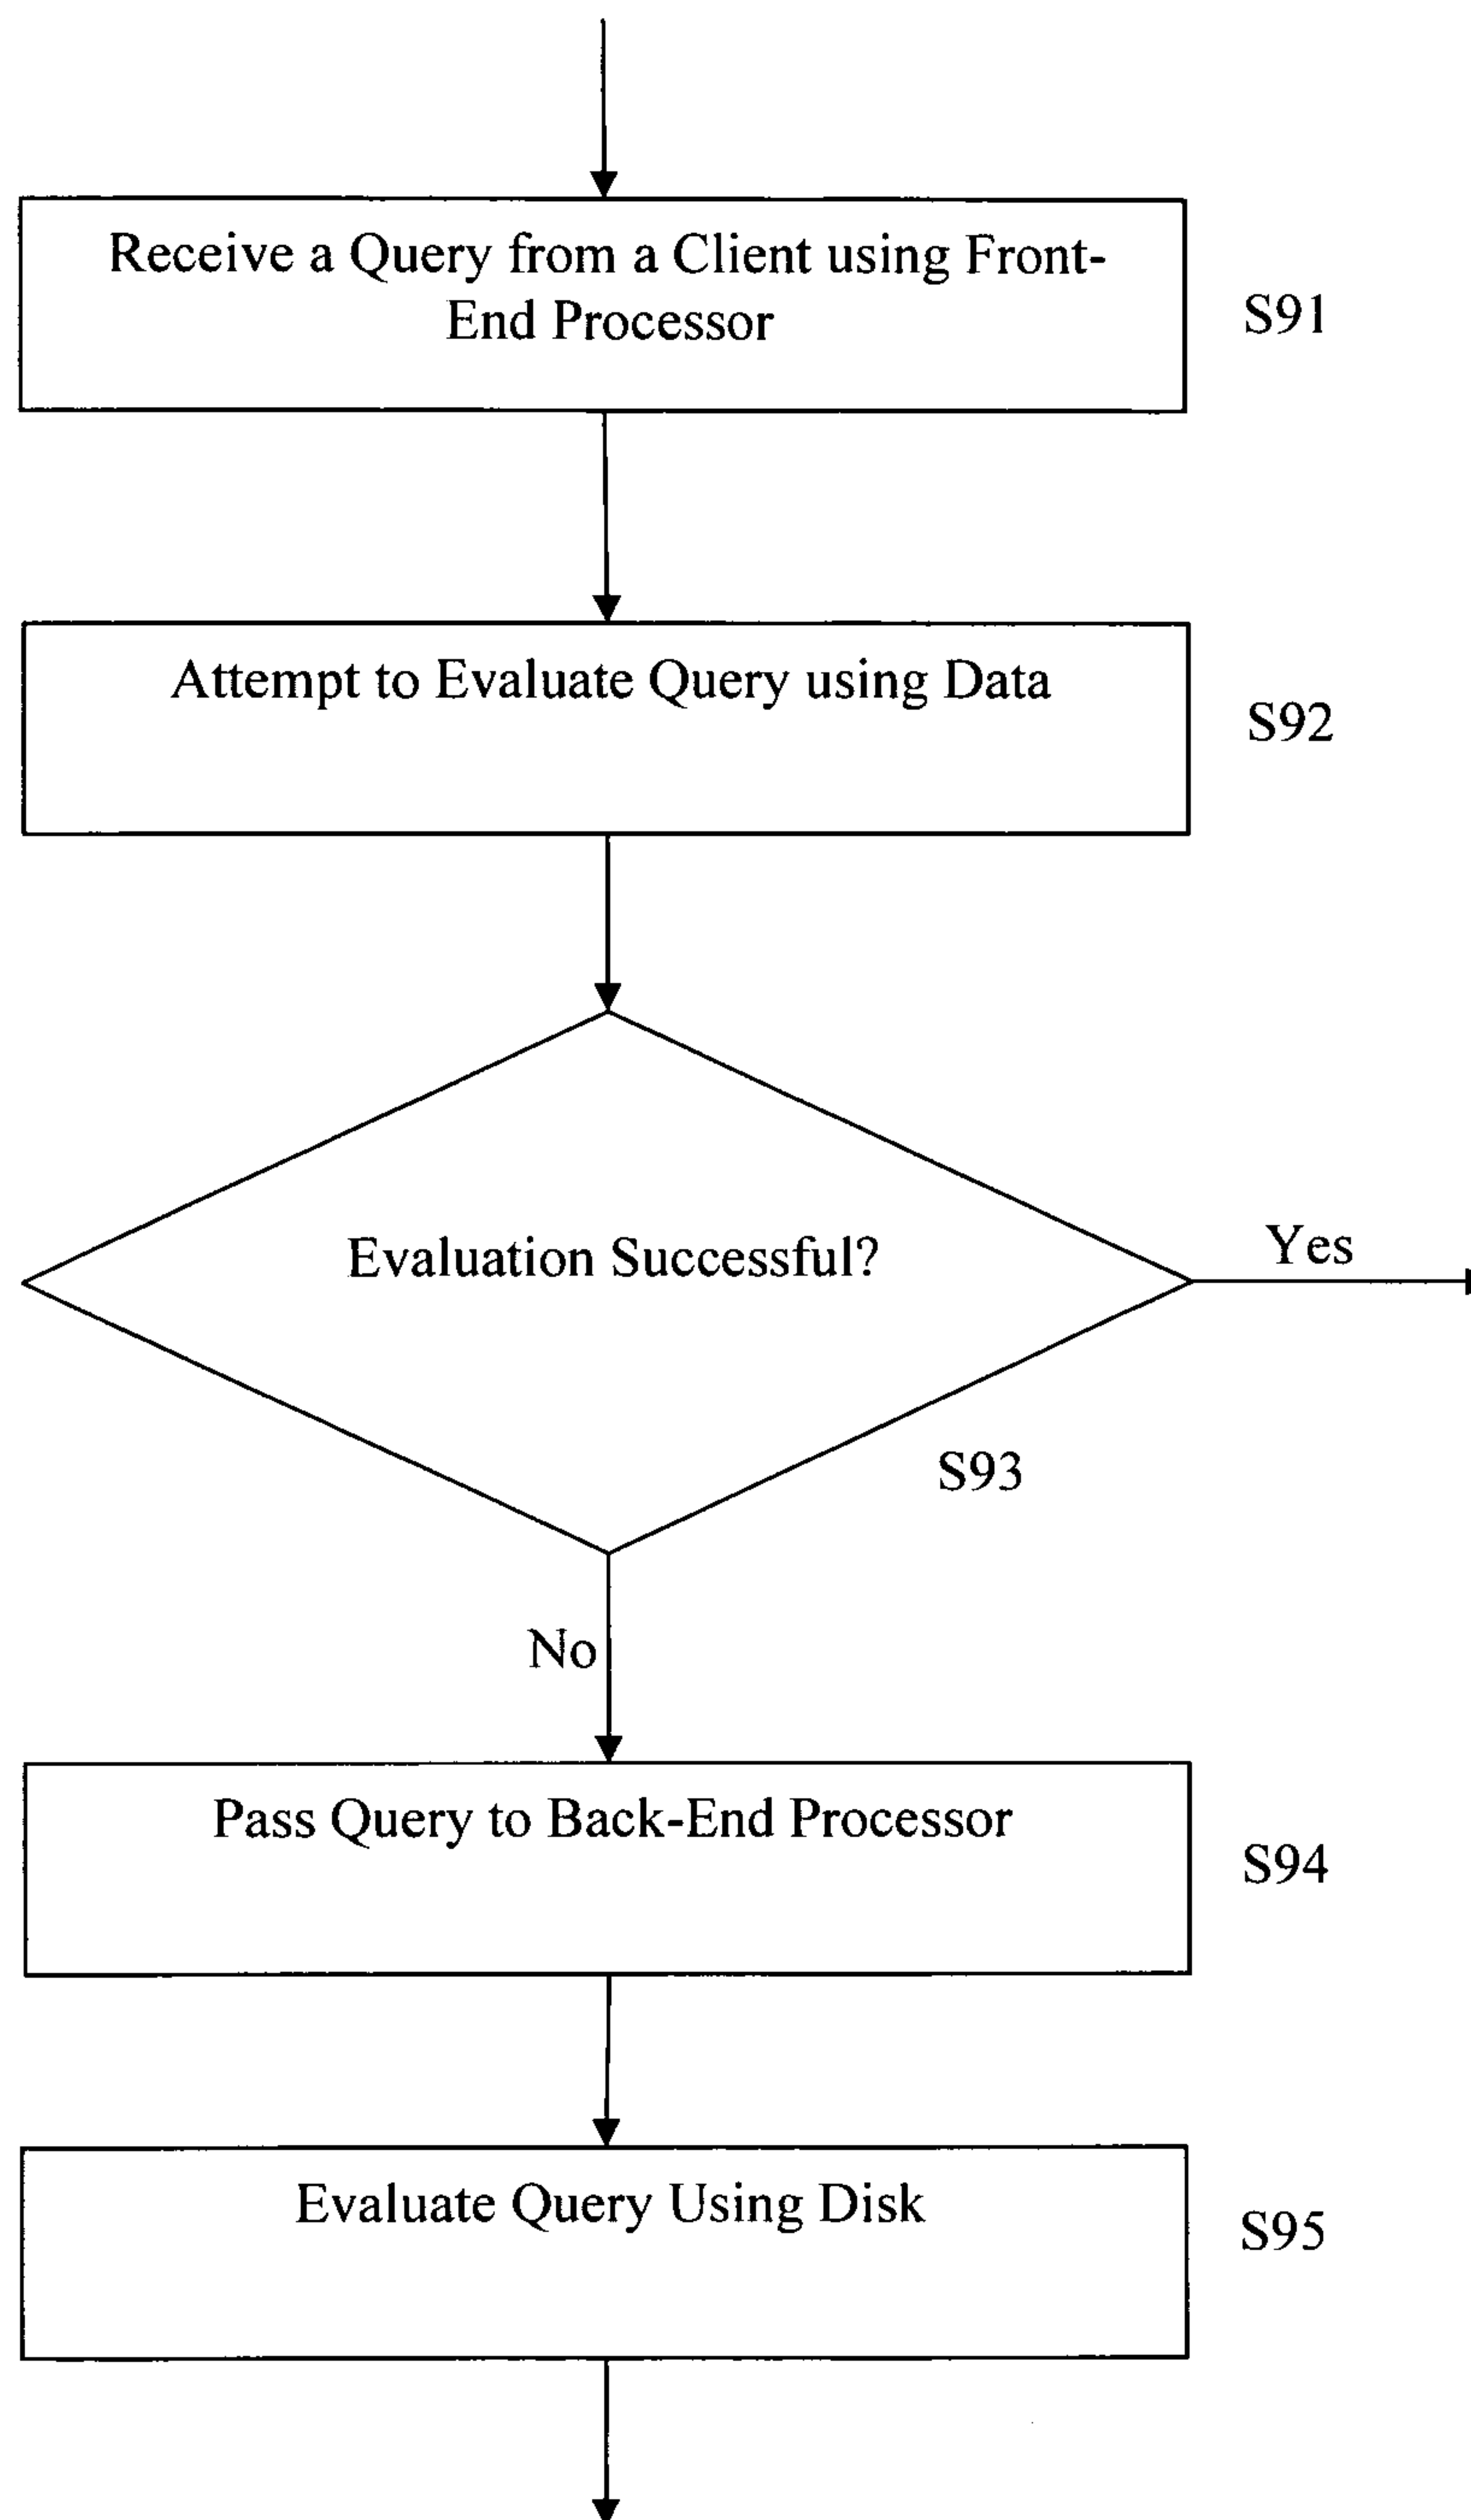 Receive a Query from a Client using Front-
End Processor
S91
Attempt to Evaluate Query using Data
S92
Evaluation Successful?
Yes
S93
No
Pass Query to Back-End Processor
S94
Evaluate Query Using Disk
S95